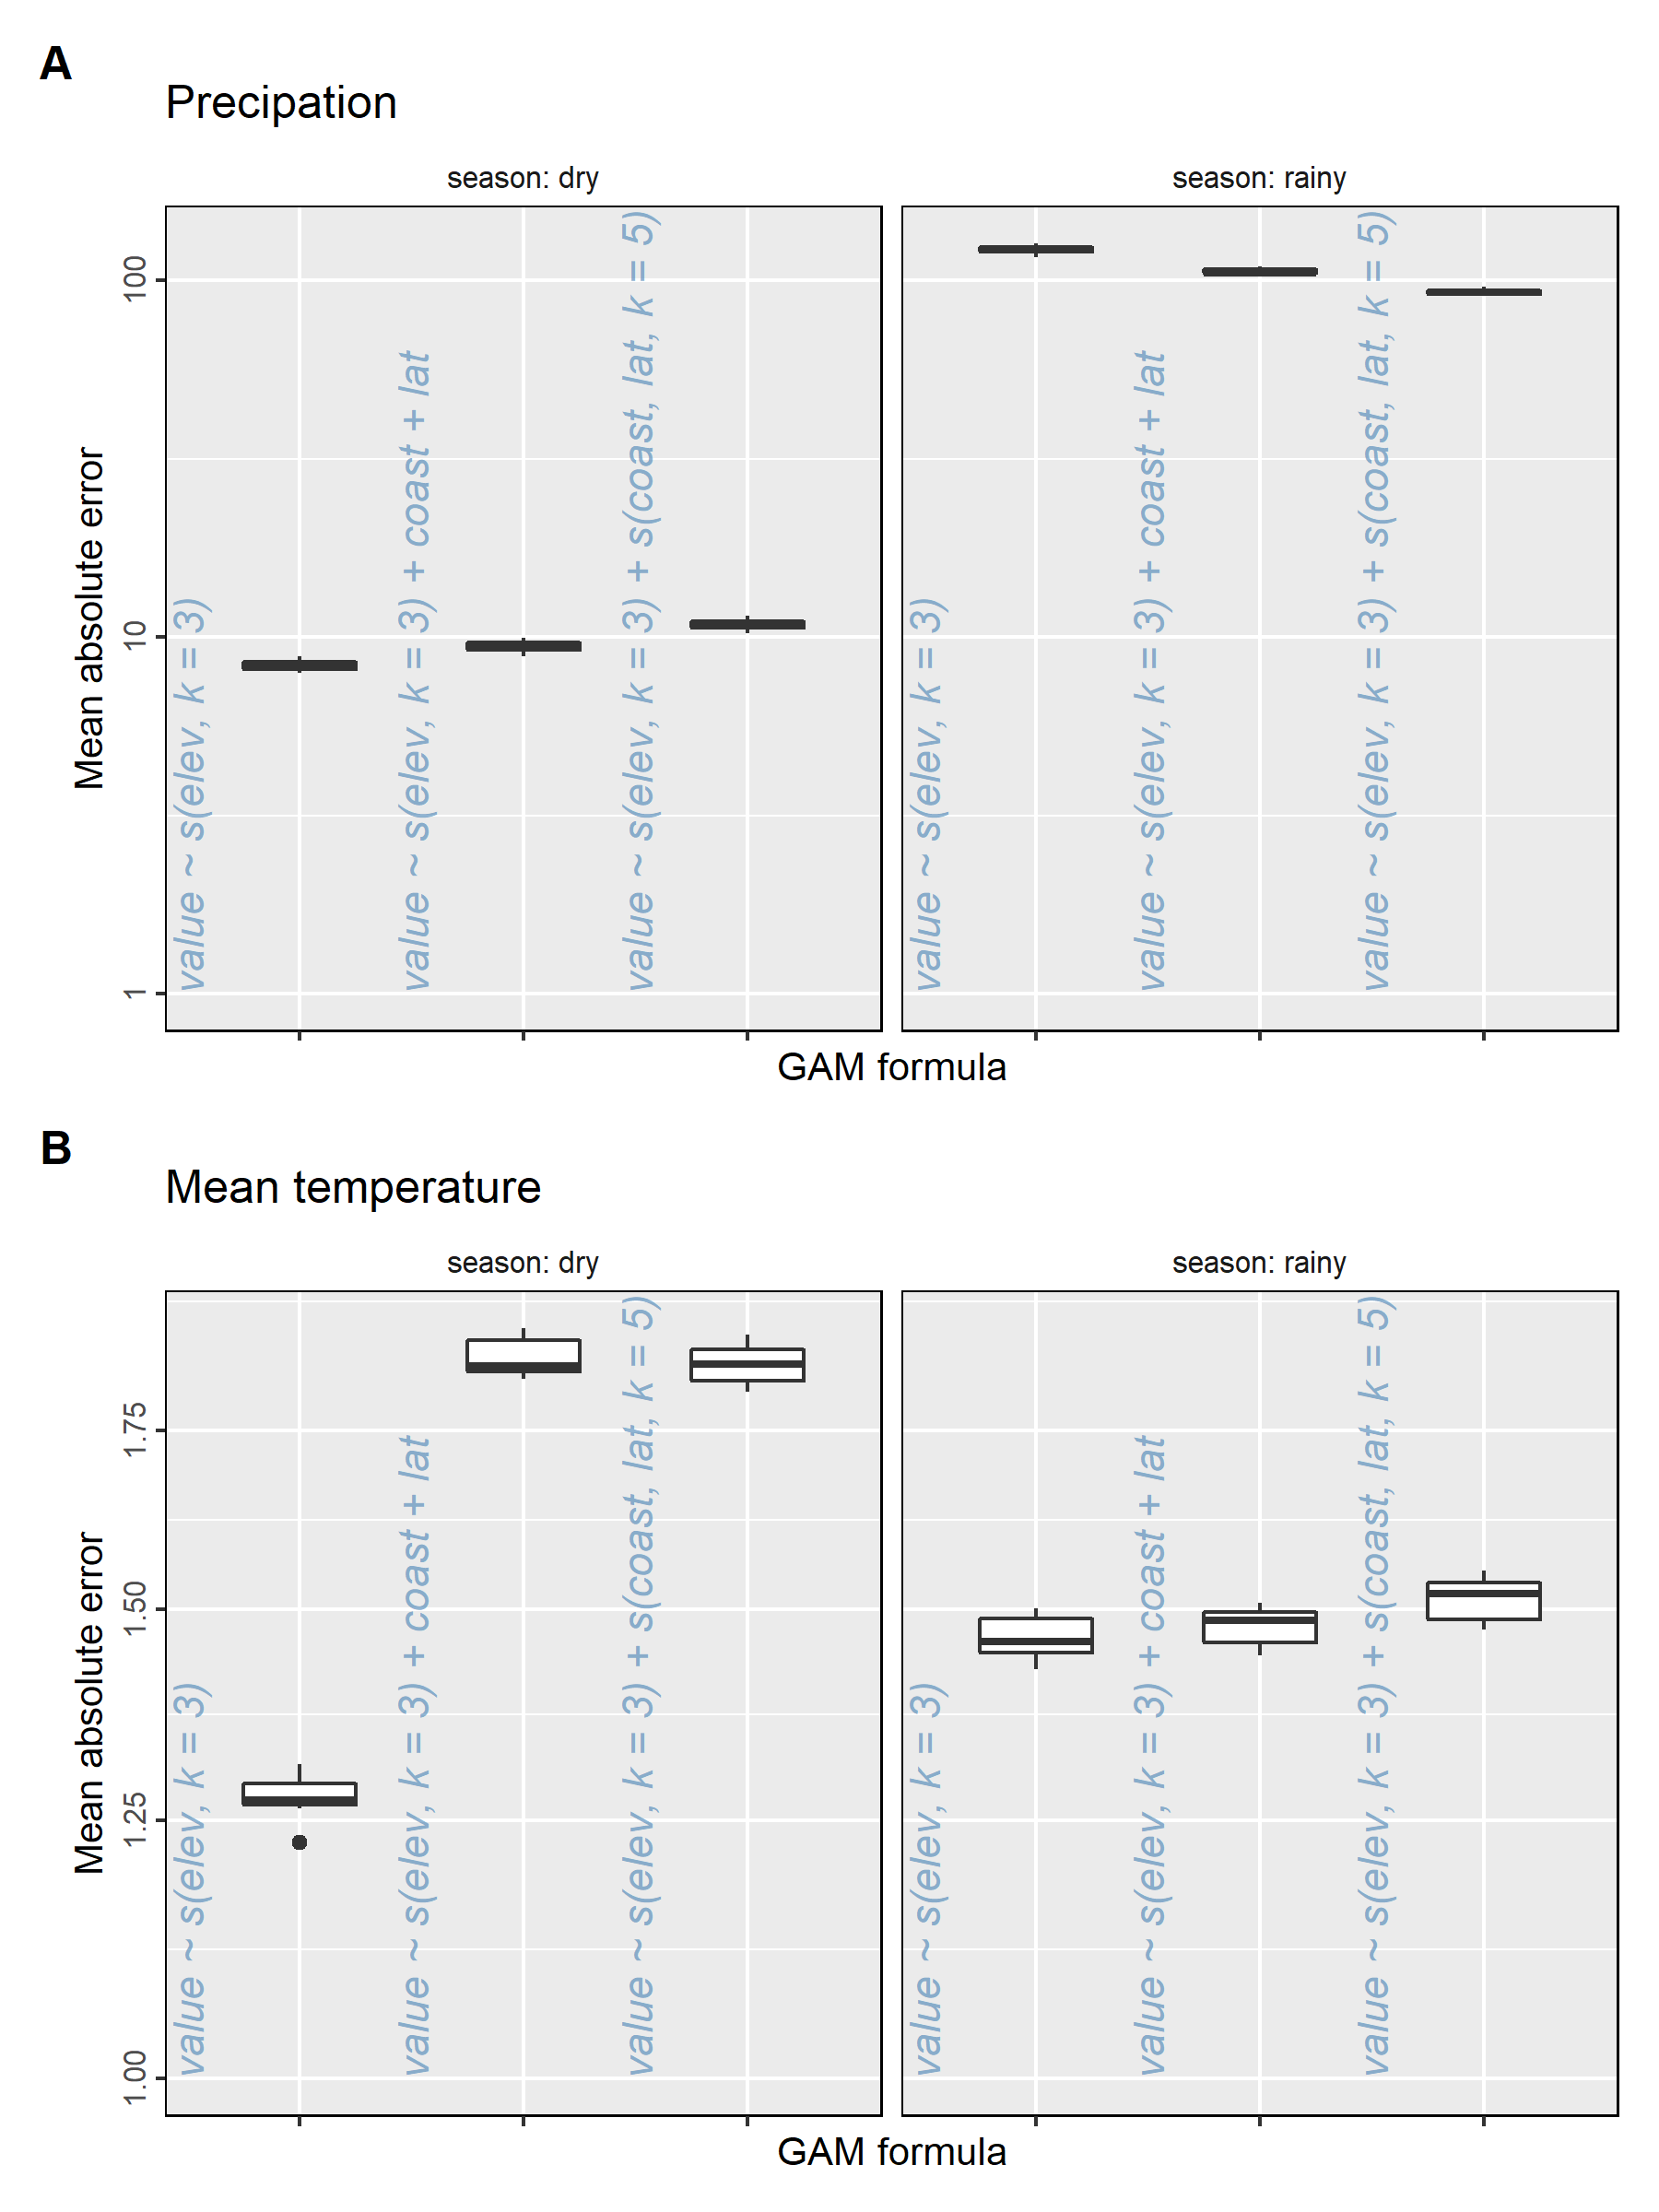 A
Precipation
season: dry
season: rainy
Mean absolute error
100
10
1
value ~ s(elev, k = 3)
value ~ s(elev, k = 3) + coast + lat
value ~ s(elev, k = 3) + s(coast, lat, k = 5)
value ~ s(elev, k = 3)
value ~ s(elev, k = 3) + coast + lat
value ~ s(elev, k = 3) + s(coast, lat, k = 5)
GAM formula
B
Mean temperature
season: dry
season: rainy
Mean absolute error
1.75
1.50
1.25
1.00
value ~ s(elev, k = 3)
value ~ s(elev, k = 3) + coast + lat
value ~ s(elev, k = 3) + s(coast, lat, k = 5)
value ~ s(elev, k = 3)
value ~ s(elev, k = 3) + coast + lat
value ~ s(elev, k = 3) + s(coast, lat, k = 5)
GAM formula